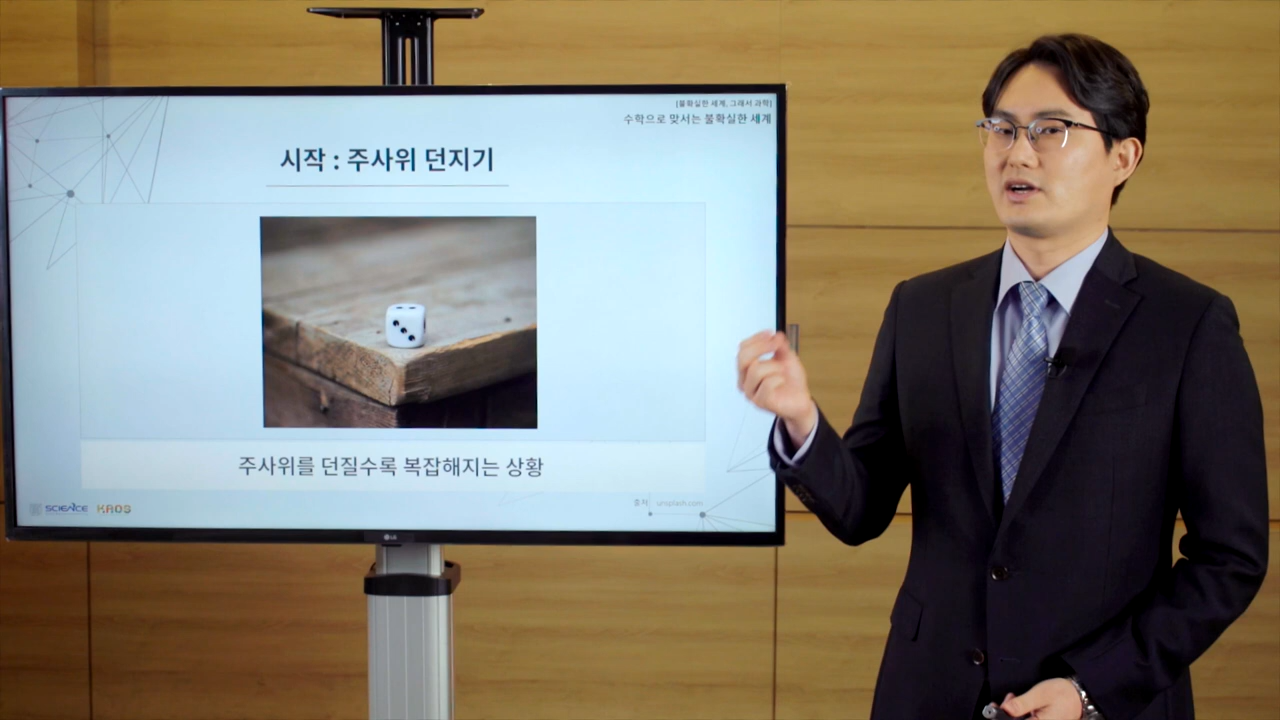 [불확실한 세계, 그래서 과학]
수학으로 맞서는 불확실한 세계
시작 : 주사위 던지기
주사위를 던질수록 복잡해지는 상황
SCIENCE KAOS
출처 unsplash.com
LG